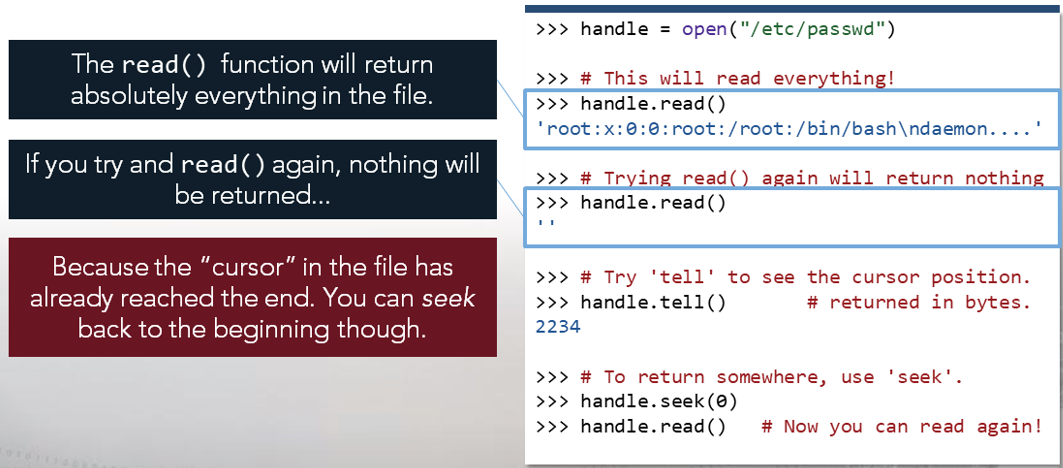 The read() function will return
absolutely everything in the file.
If you try and read() again, nothing will
be returned...
Because the “cursor” in the file has
already reached the end. You can seek
back to the beginning though.
>>> handle = open("/etc/passwd")
>>> # This will read everything!
>>> handle.read()
'root:x:0:0:root:/root:/bin/bash\ndaemon....'
>>> # Trying read() again will return nothing
>>> handle.read()
''
>>> # Try 'tell' to see the cursor position.
>>> handle.tell()       # returned in bytes.
2234
>>> # To return somewhere, use 'seek'.
>>> handle.seek(0)
>>> handle.read()   # Now you can read again!